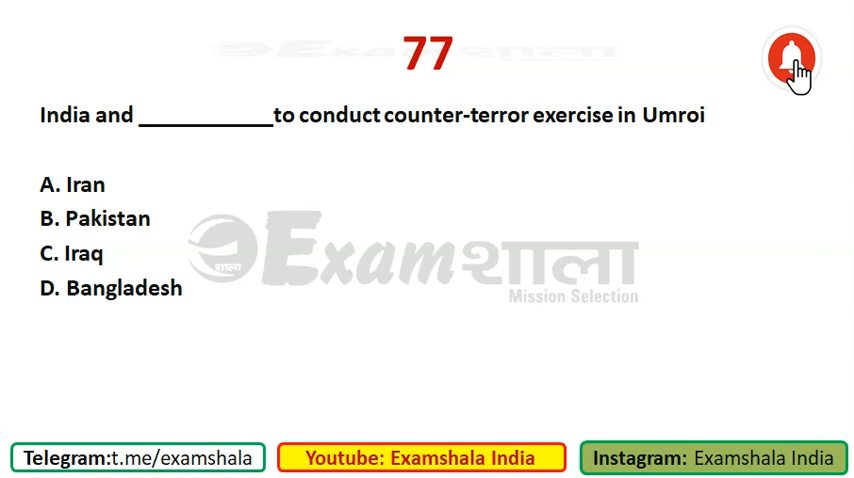 77
India and ____________to conduct counter-terror exercise in Umroi
A. Iran
B. Pakistan
C. Iraq
D. Bangladesh
शाला Examशाला
Mission Selection
Telegram:t.me/examshala
Youtube: Examshala India
Instagram: Examshala India